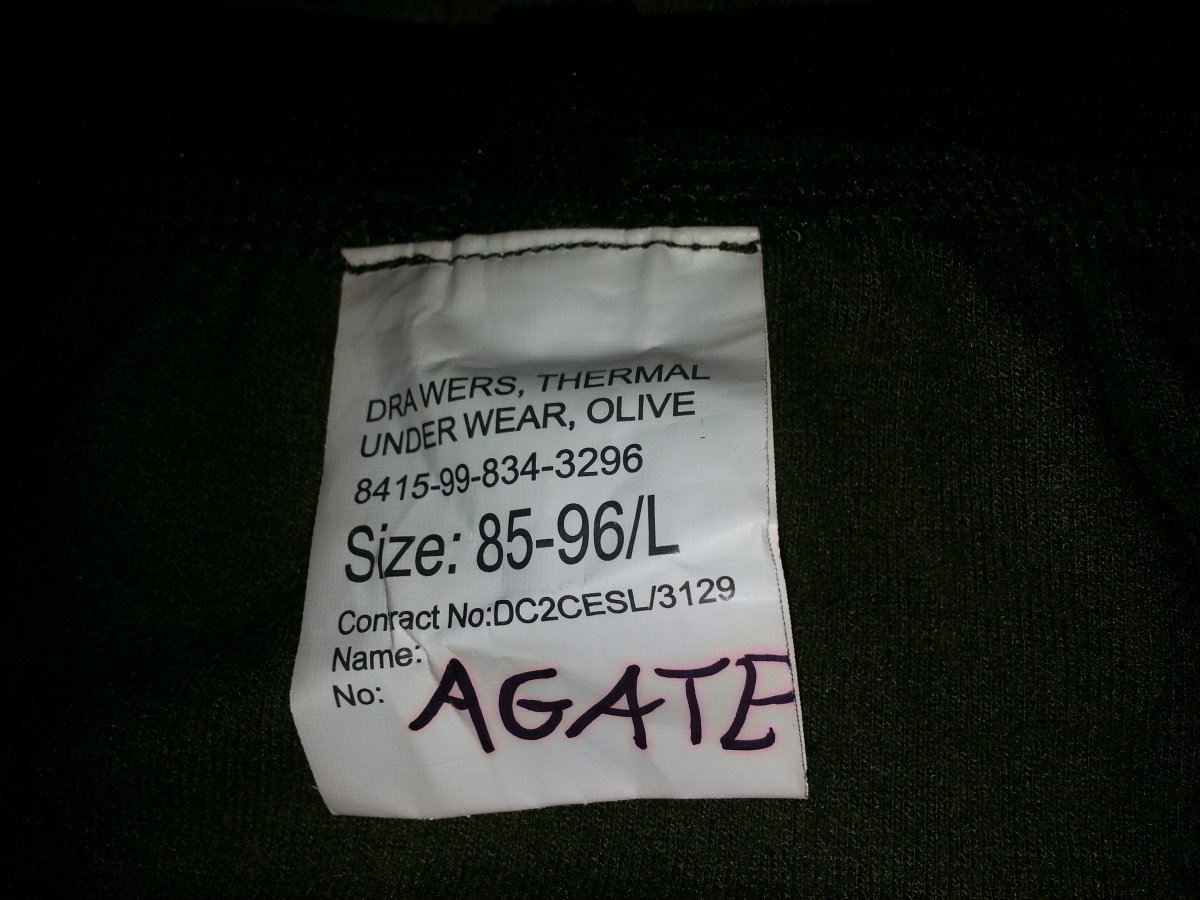 DRAWERS, THERMAL
UNDER WEAR, OLIVE
8415-99-834-3296
Size: 85-96/L
Conract No:DC2CESL/3129
Name:
No:
AGATE